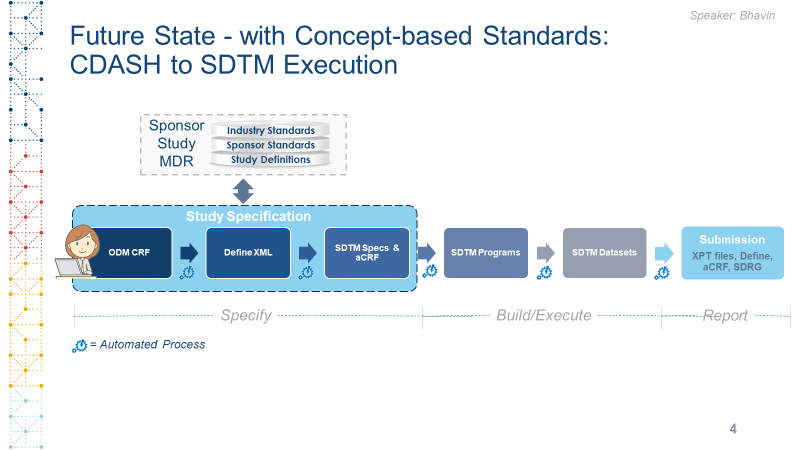 Speaker: Bhavin
Future State - with Concept-based Standards:
CDASH to SDTM Execution
Sponsor
Study
MDR
Industry Standards
Sponsor Standards
Study Definitions
Study Specification
ODM CRF
Define XML
SDTM Specs &
aCRF
SDTM Programs
SDTM Datasets
Submission
XPT files, Define,
aCRF, SDRG
Specify
Build/Execute
Report
= Automated Process
4